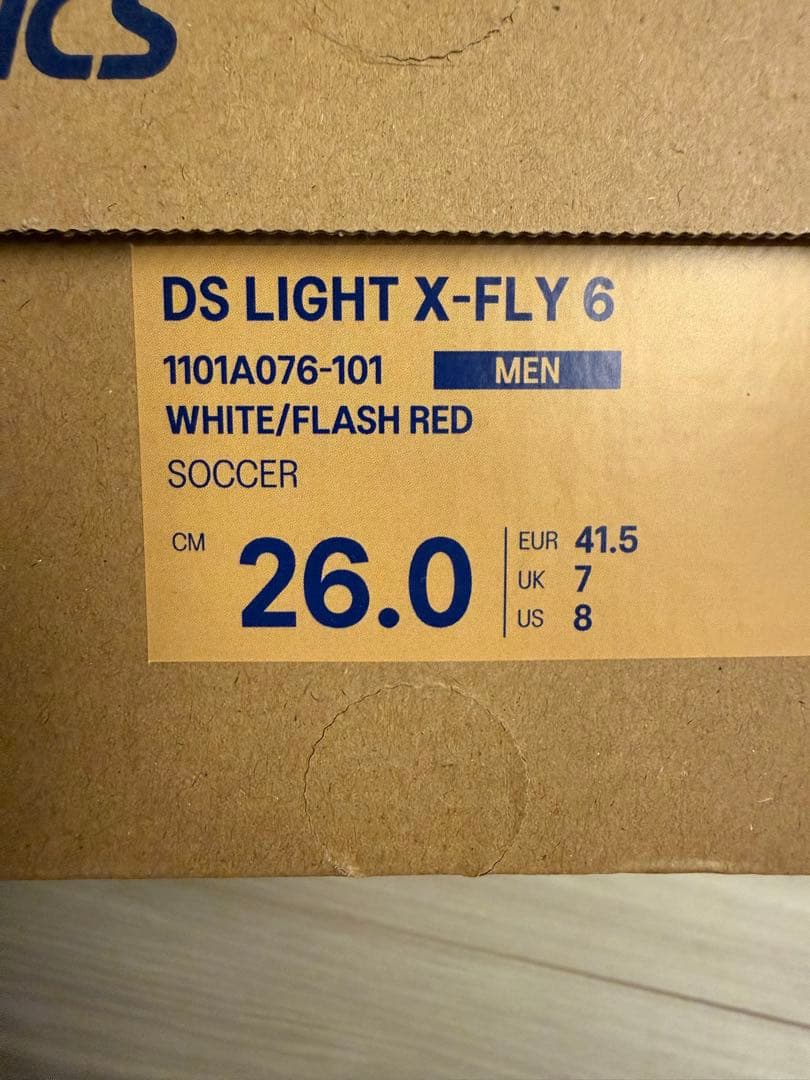 ICS
DS LIGHT X-FLY 6
1101A076-101 MEN
WHITE/FLASH RED
SOCCER
CM 26.0
EUR 41.5
UK 7
US 8